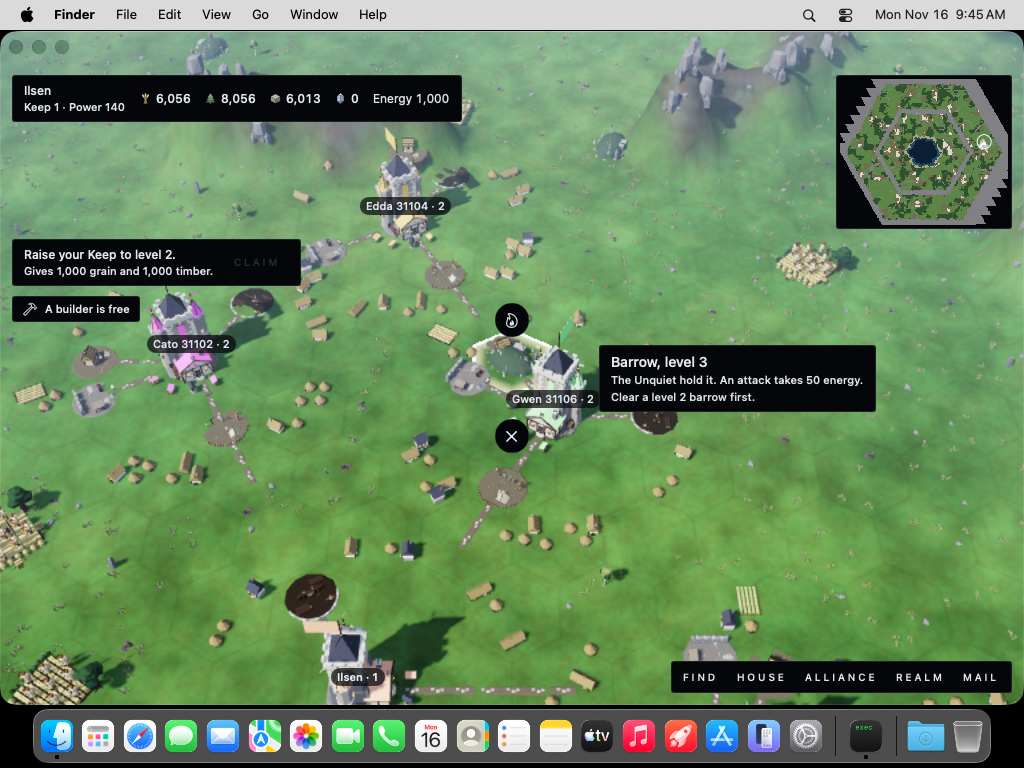 Finder File Edit View Go Window Help
Mon Nov 16 9:45 AM
Ilsen
Keep 1 · Power 140
6,056 8,056 6,013 0 Energy 1,000
Edda 31104 · 2
Raise your Keep to level 2.
Gives 1,000 grain and 1,000 timber.
CLAIM
A builder is free
Cato 31102 · 2
Barrow, level 3
The Unquiet hold it. An attack takes 50 energy.
Clear a level 2 barrow first.
Gwen 31106 · 2
Ilsen · 1
FIND HOUSE ALLIANCE REALM MAIL
Mon
16
tv
exec